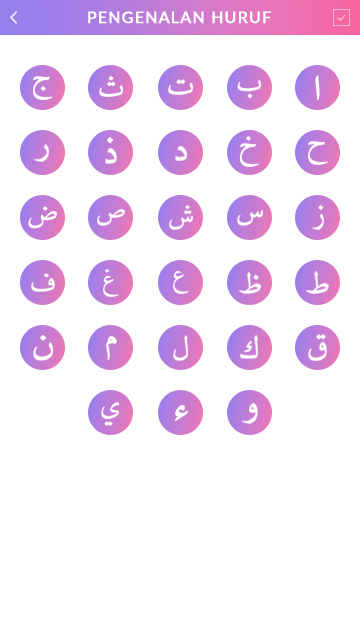 PENGENALAN HURUF
ا ب ت ث ج
ح خ د ذ ر
ز س ش ص ض
ط ظ ع غ ف
ق ك ل م ن
و ء ي